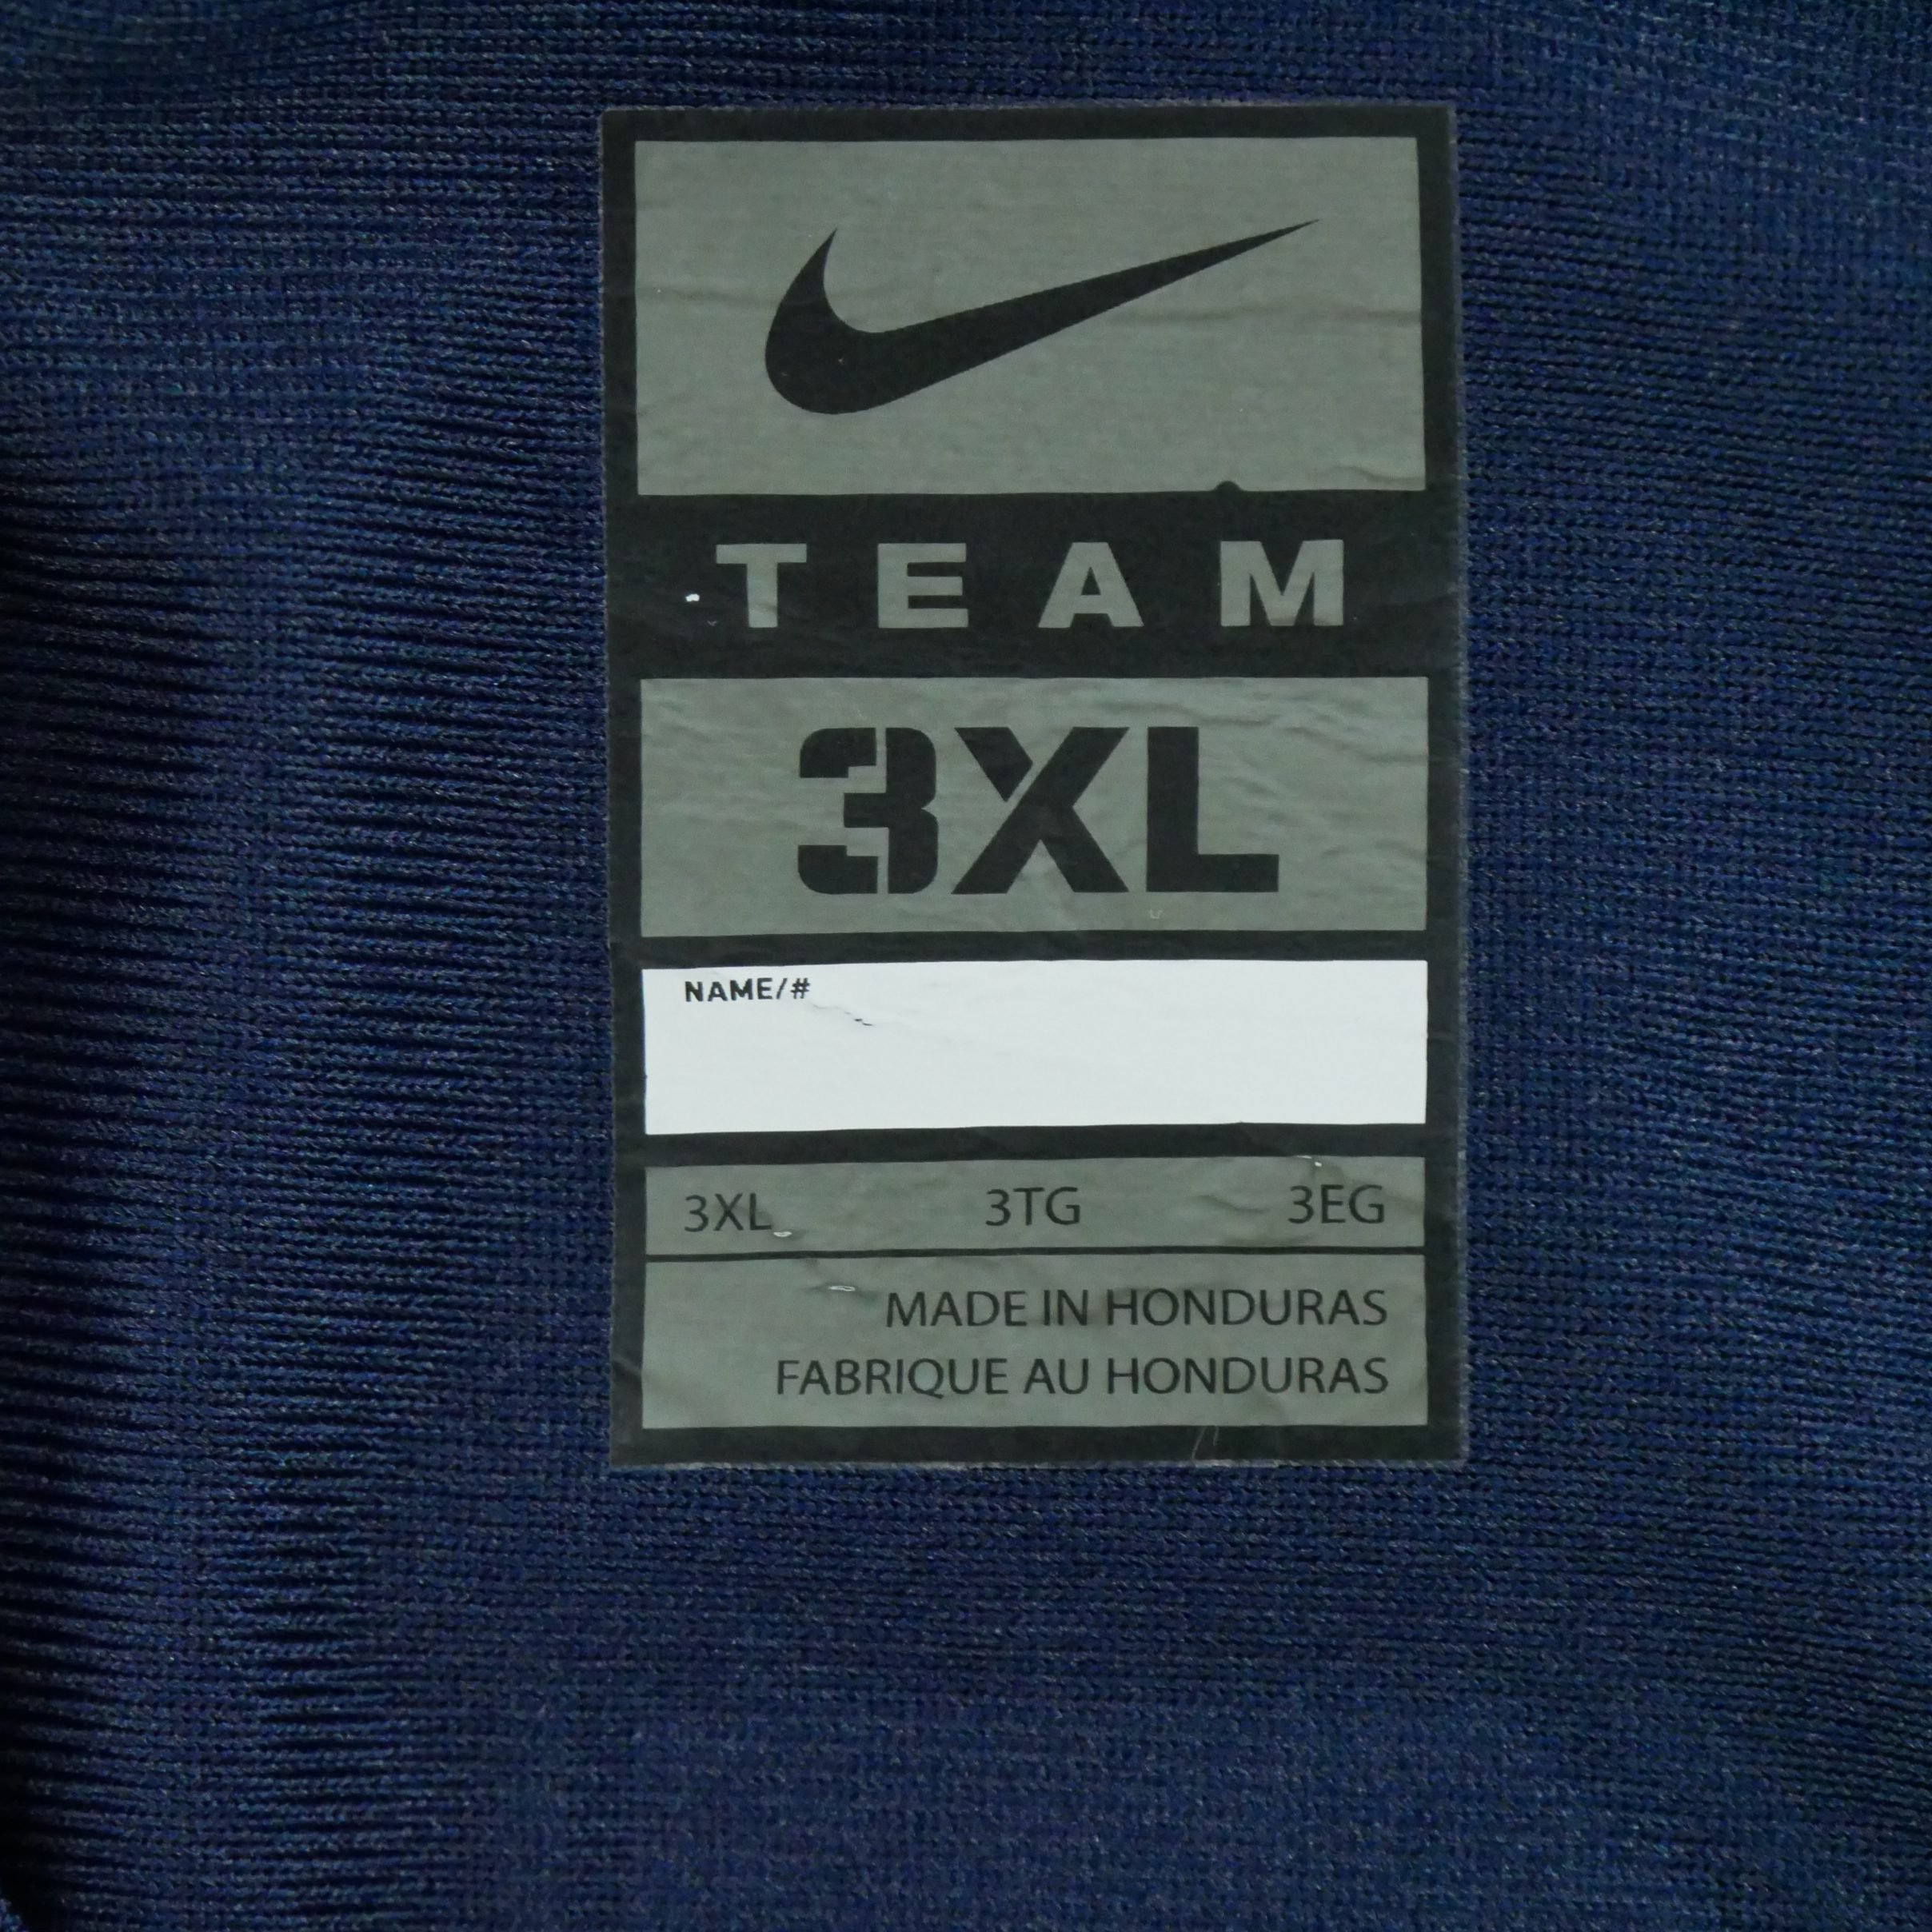 TEAM
3XL
NAME/#
3XL 3TG 3EG
MADE IN HONDURAS
FABRIQUE AU HONDURAS